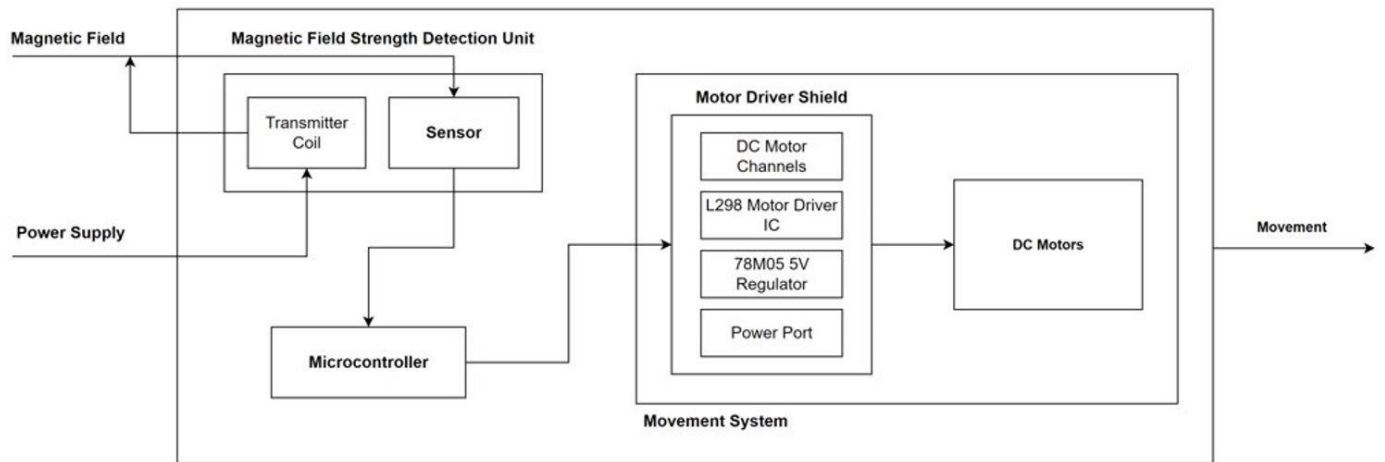 Magnetic Field
Magnetic Field Strength Detection Unit
Transmitter
Coil
Sensor
Power Supply
Microcontroller
Motor Driver Shield
DC Motor
Channels
L298 Motor Driver
IC
78M05 5V
Regulator
Power Port
DC Motors
Movement System
Movement